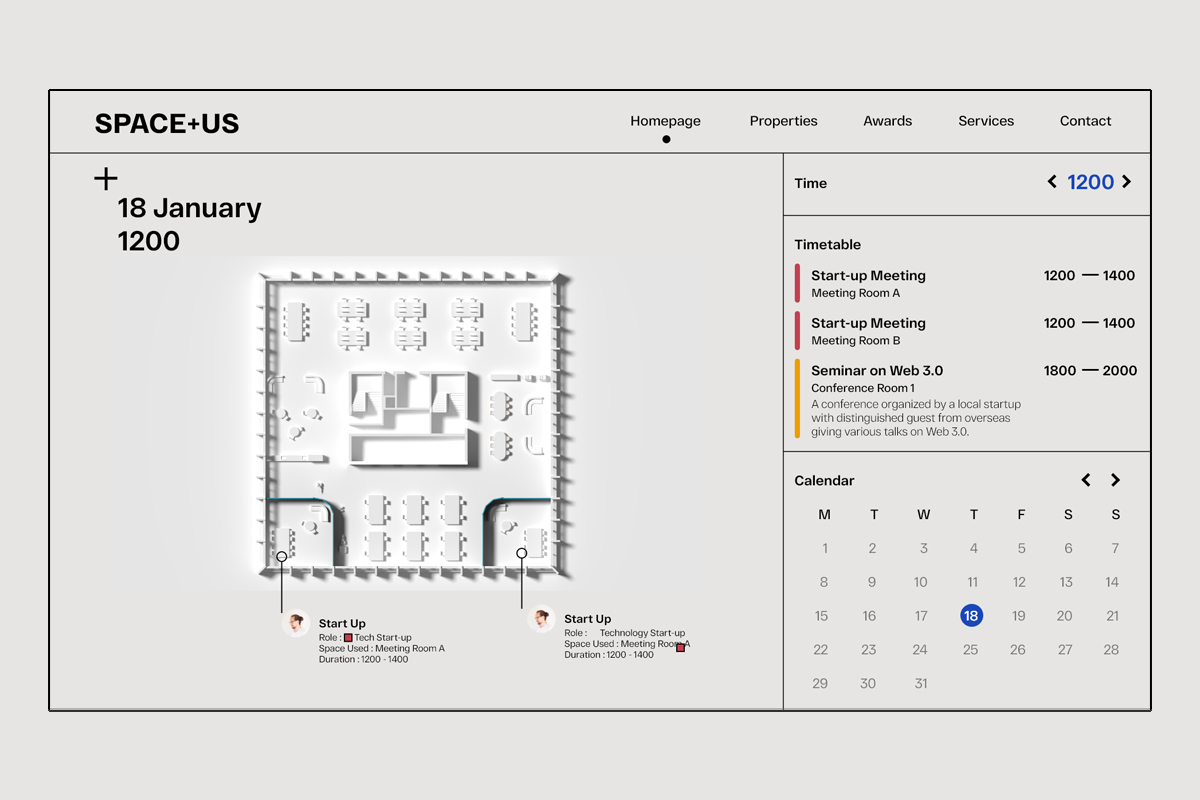 SPACE+US
Homepage
Properties
Awards
Services
Contact
18 January
1200
Start Up
Role : Tech Start-up
Space Used : Meeting Room A
Duration : 1200 - 1400
Start Up
Role : Technology Start-up
Space Used : Meeting Room A
Duration : 1200 - 1400
Time
1200
Timetable
Start-up Meeting 1200 — 1400
Meeting Room A
Start-up Meeting 1200 — 1400
Meeting Room B
Seminar on Web 3.0 1800 — 2000
Conference Room 1
A conference organized by a local startup
with distinguished guest from overseas
giving various talks on Web 3.0.
Calendar
M T W T F S S
1 2 3 4 5 6 7
8 9 10 11 12 13 14
15 16 17 18 19 20 21
22 23 24 25 26 27 28
29 30 31